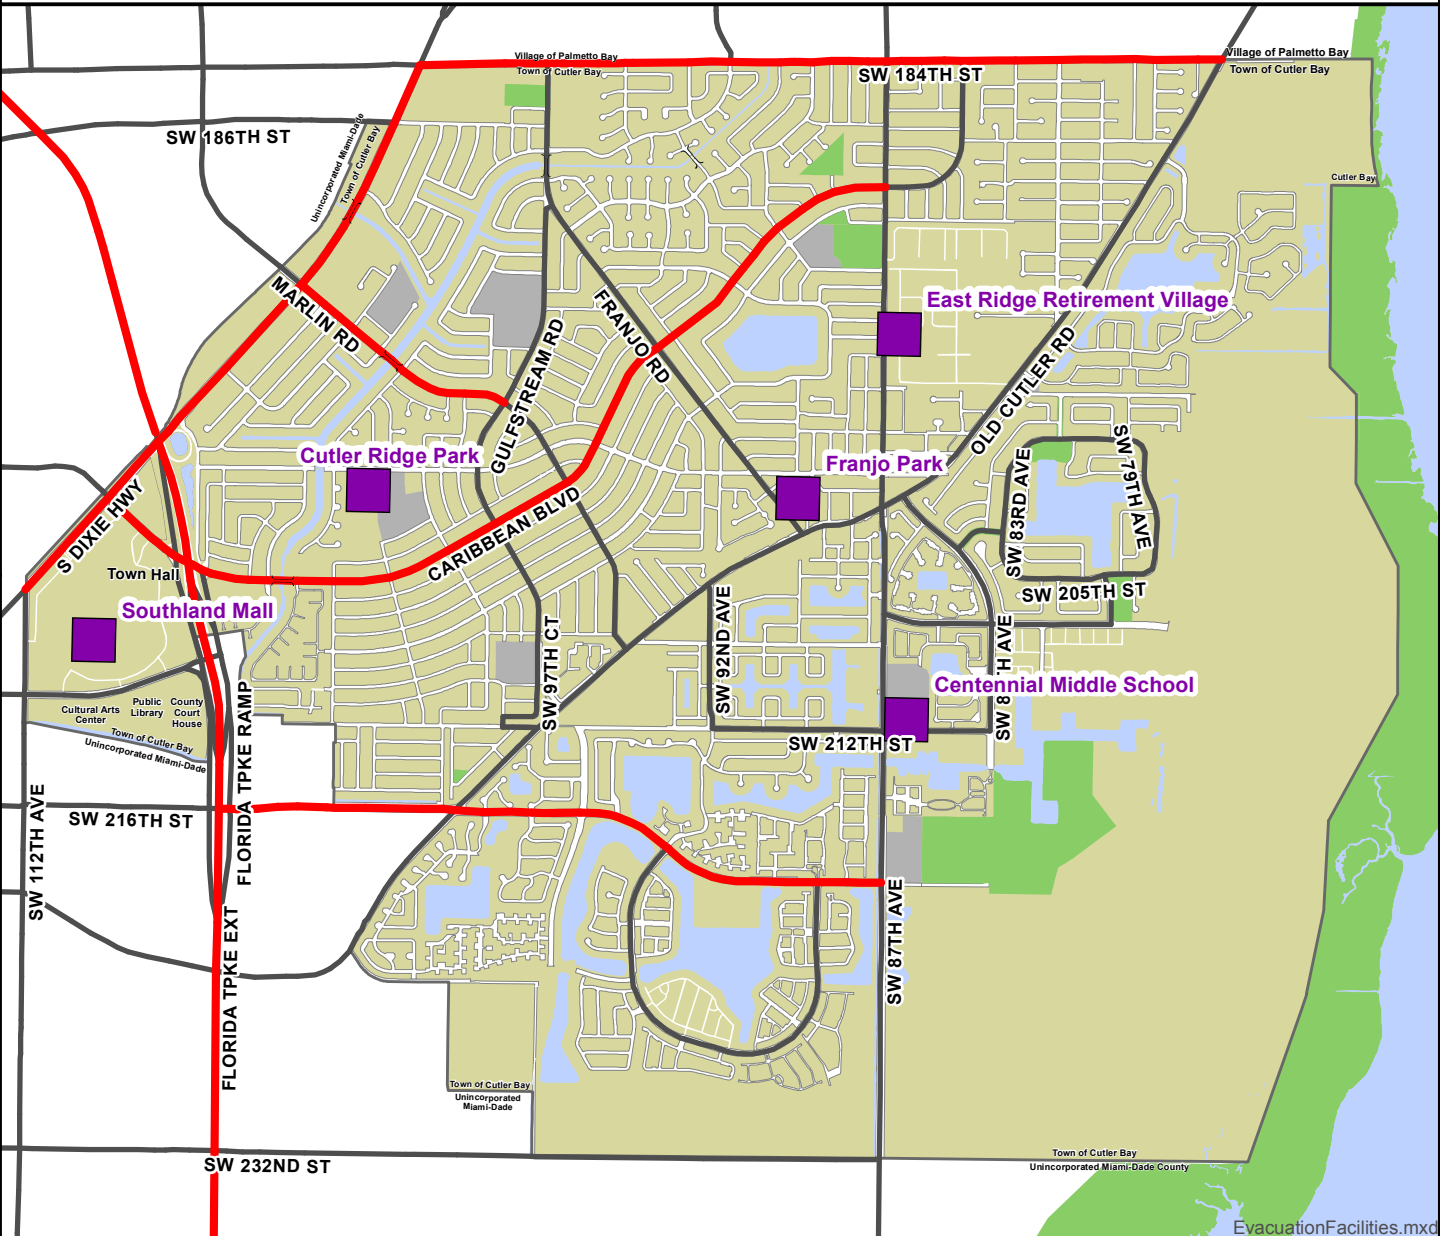 Village of Palmetto Bay
Town of Cutler Bay
SW 184TH ST
Village of Palmetto Bay
Town of Cutler Bay
SW 186TH ST
Unincorporated Miami-Dade
Town of Cutler Bay
Cutler Bay
MARLIN RD
FRANJO RD
GULFSTREAM RD
East Ridge Retirement Village
OLD CUTLER RD
Cutler Ridge Park
Franjo Park
SW 83RD AVE
SW 79TH AVE
S DIXIE HWY
CARIBBEAN BLVD
Town Hall
SW 205TH ST
Southland Mall
SW 97TH CT
SW 92ND AVE
TH AVE
SW 8
Centennial Middle School
Cultural Arts
Center
Public
Library
County
Court
House
Town of Cutler Bay
Unincorporated Miami-Dade
SW 212TH ST
FLORIDA TPKE RAMP
SW 112TH AVE
SW 216TH ST
SW 87TH AVE
FLORIDA TPKE EXT
Town of Cutler Bay
Unincorporated
Miami-Dade
SW 232ND ST
Town of Cutler Bay
Unincorporated Miami-Dade County
EvacuationFacilities.mxd